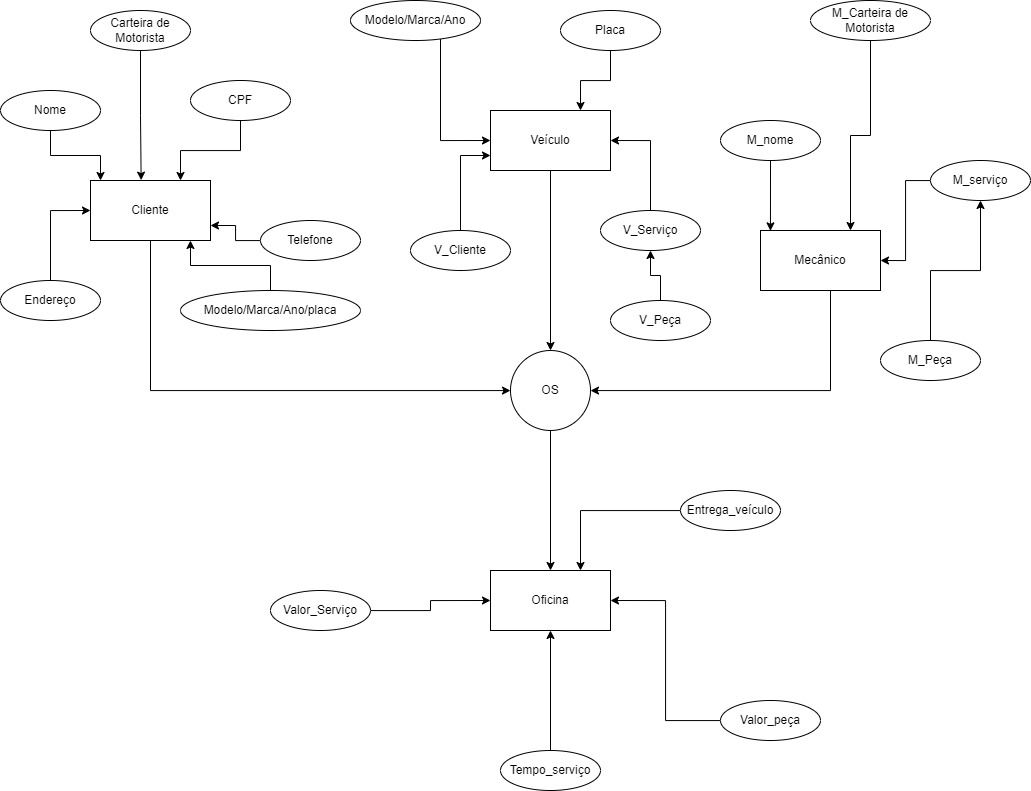 Carteira de
Motorista
Modelo/Marca/Ano
Placa
M_Carteira de
Motorista
Nome
CPF
Veículo
M_nome
M_serviço
Cliente
Telefone
V_Cliente
V_Serviço
Mecânico
Endereço
Modelo/Marca/Ano/placa
V_Peça
M_Peça
OS
Entrega_veículo
Valor_Serviço
Oficina
Valor_peça
Tempo_serviço